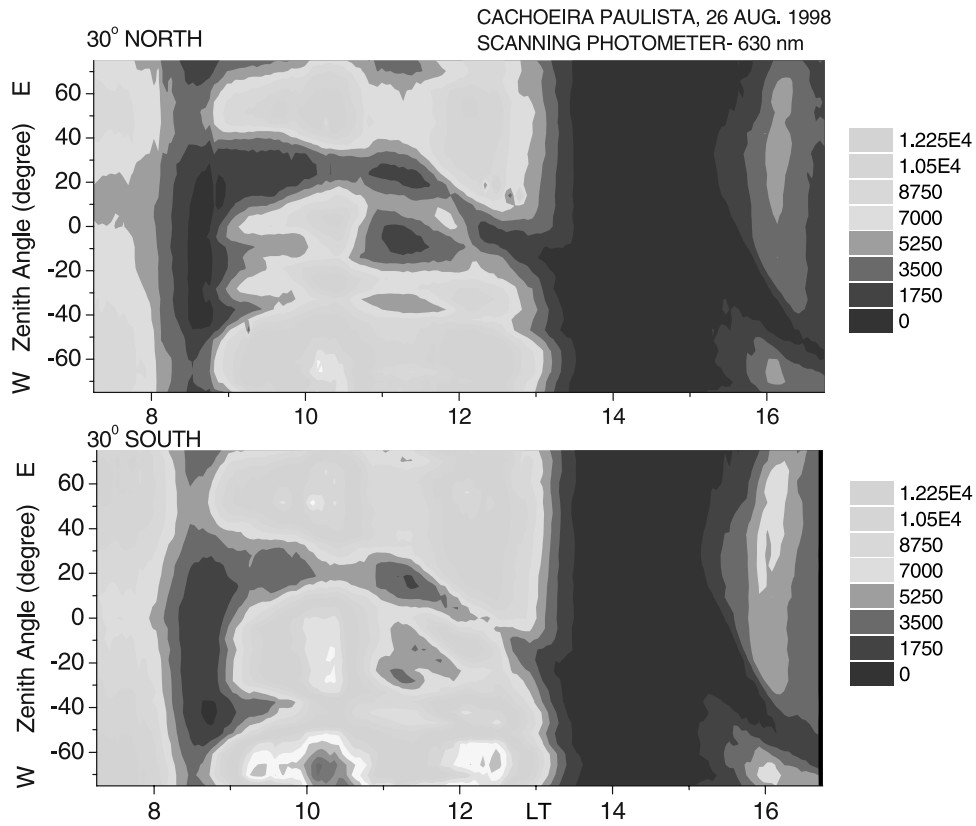 CACHOEIRA PAULISTA, 26 AUG. 1998
30° NORTH
SCANNING PHOTOMETER- 630 nm
W Zenith Angle (degree) E
60
40
20
0
-20
-40
-60
8 10 12 14 16
1.225E4
1.05E4
8750
7000
5250
3500
1750
0
30° SOUTH
W Zenith Angle (degree) E
60
40
20
0
-20
-40
-60
8 10 12 LT 14 16
1.225E4
1.05E4
8750
7000
5250
3500
1750
0